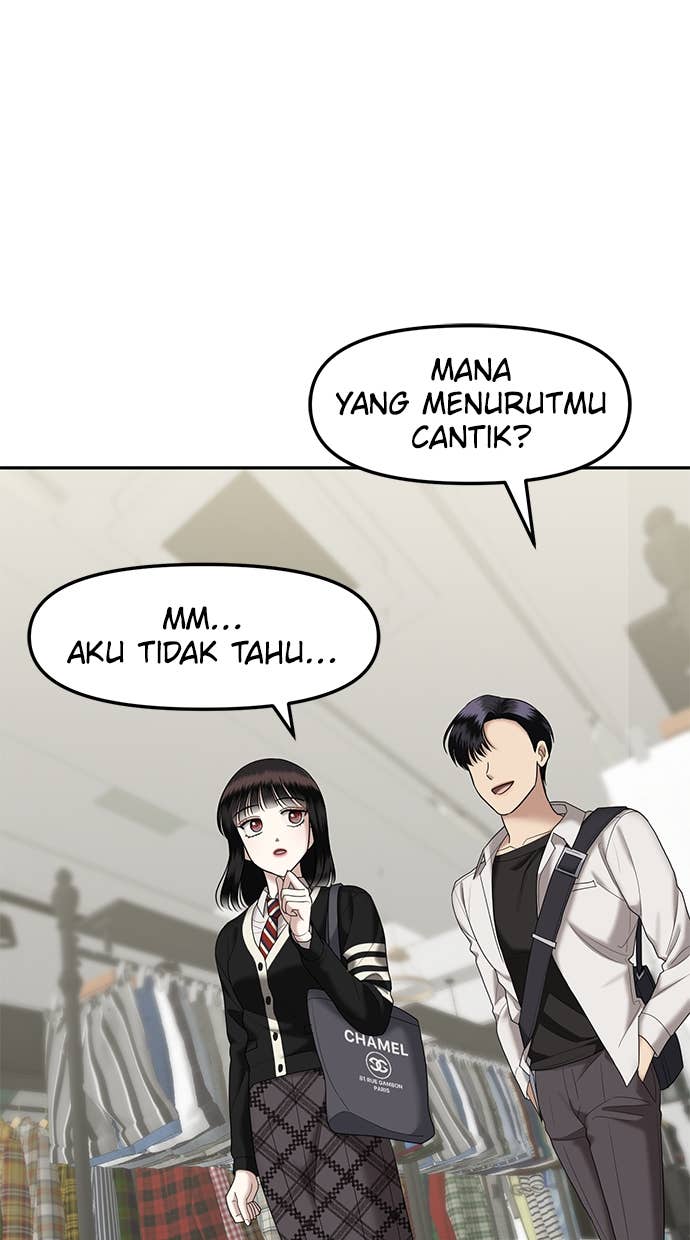 MANA
YANG MENURUTMU
CANTIK?
MM...
AKU TIDAK TAHU...
CHAMEL
31 RUE GAMBON
PARIS